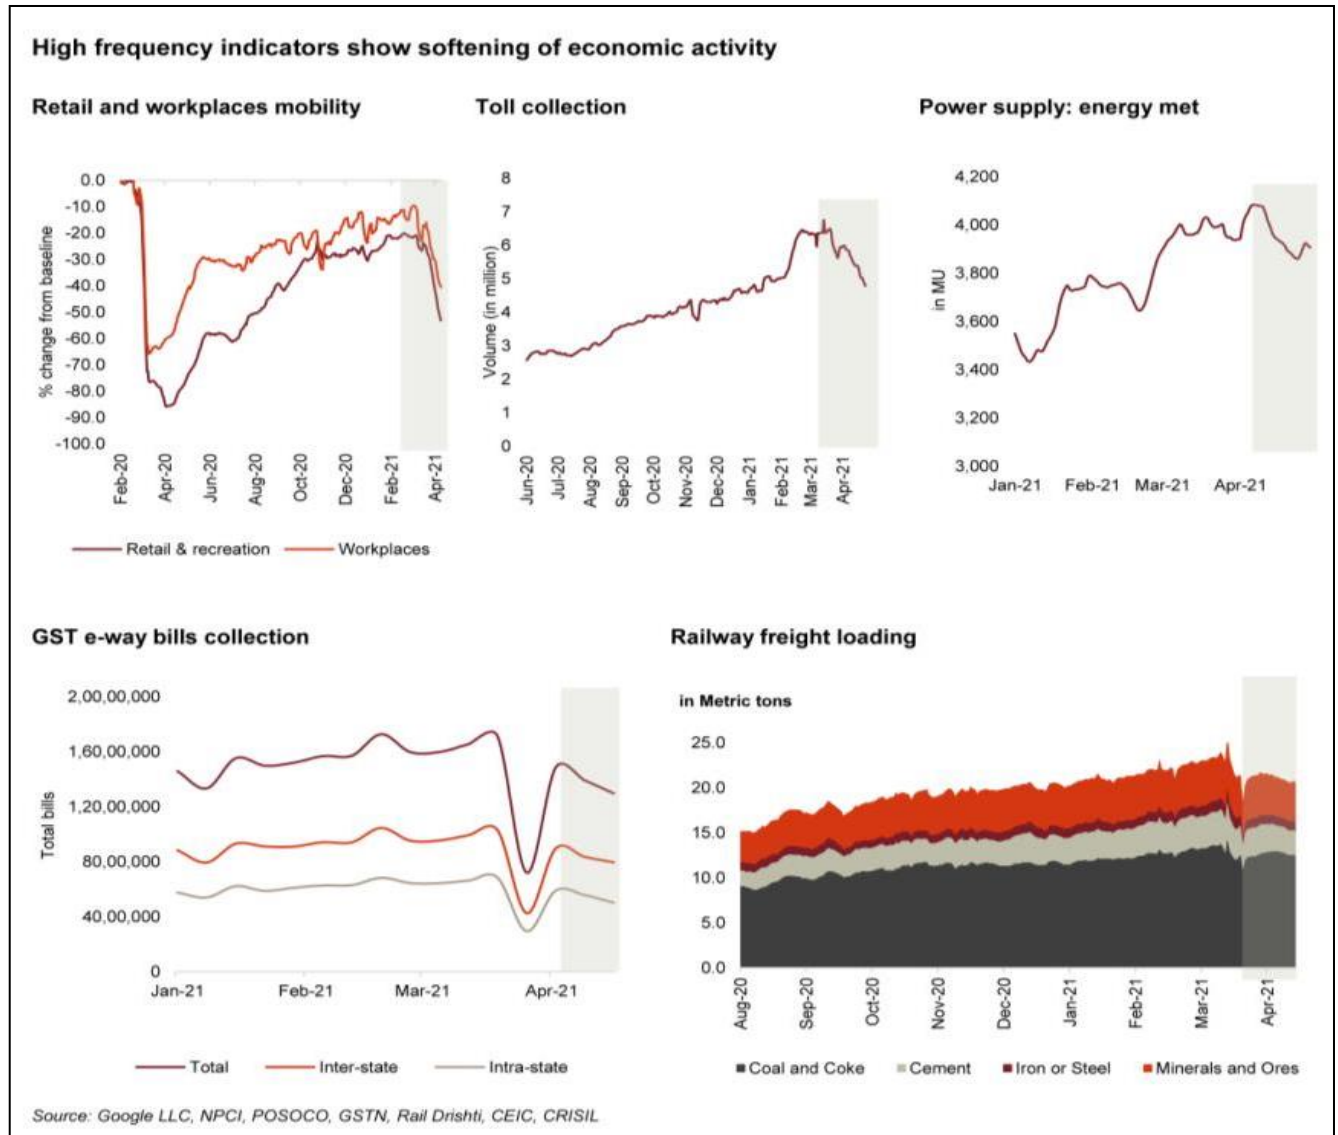 High frequency indicators show softening of economic activity
Retail and workplaces mobility
0.0
-10.0
-20.0
-30.0
-40.0
-50.0
-60.0
-70.0
-80.0
-90.0
-100.0
% change from baseline
Feb-20
Apr-20
Jun-20
Aug-20
Oct-20
Dec-20
Feb-21
Apr-21
Retail & recreation
Workplaces
Toll collection
8
7
6
5
4
3
2
1
0
Volume (in million)
Jun-20
Jul-20
Aug-20
Sep-20
Oct-20
Nov-20
Dec-20
Jan-21
Feb-21
Mar-21
Apr-21
Power supply: energy met
4,200
4,000
3,800
3,600
3,400
3,200
3,000
in MU
Jan-21
Feb-21
Mar-21
Apr-21
GST e-way bills collection
2,00,00,000
1,60,00,000
1,20,00,000
80,00,000
40,00,000
0
Total bills
Jan-21
Feb-21
Mar-21
Apr-21
Total
Inter-state
Intra-state
Railway freight loading
in Metric tons
25.0
20.0
15.0
10.0
5.0
0.0
Aug-20
Sep-20
Oct-20
Nov-20
Dec-20
Jan-21
Feb-21
Mar-21
Apr-21
Coal and Coke
Cement
Iron or Steel
Minerals and Ores
Source: Google LLC, NPCI, POSOCO, GSTN, Rail Drishti, CEIC, CRISIL